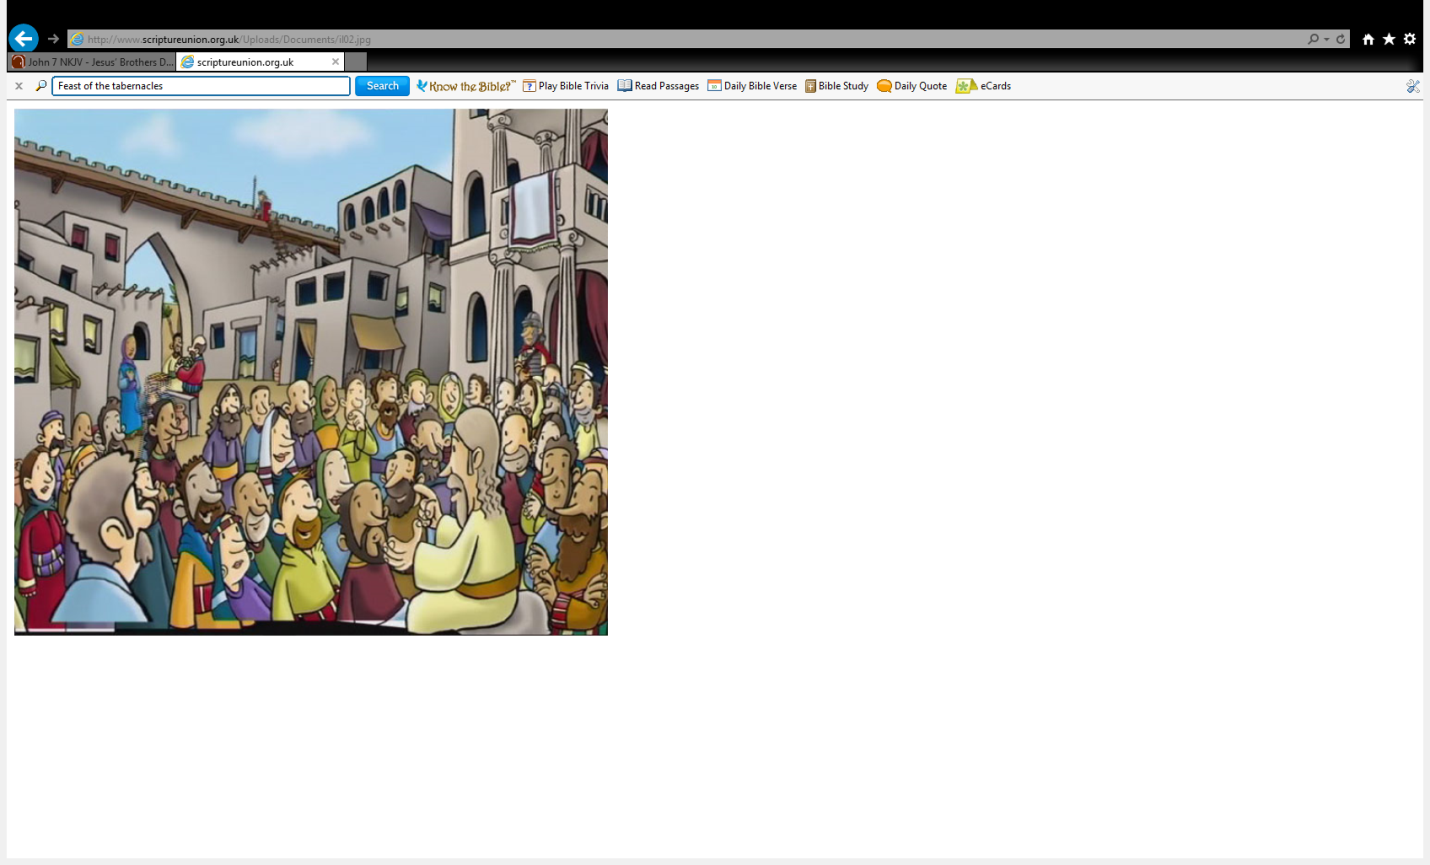 http://www.scriptureunion.org.uk/Uploads/Documents/il02.jpg
John 7 NKJV - Jesus' Brothers D... scriptureunion.org.uk
Feast of the tabernacles Search Know the Bible?™ Play Bible Trivia Read Passages Daily Bible Verse Bible Study Daily Quote eCards